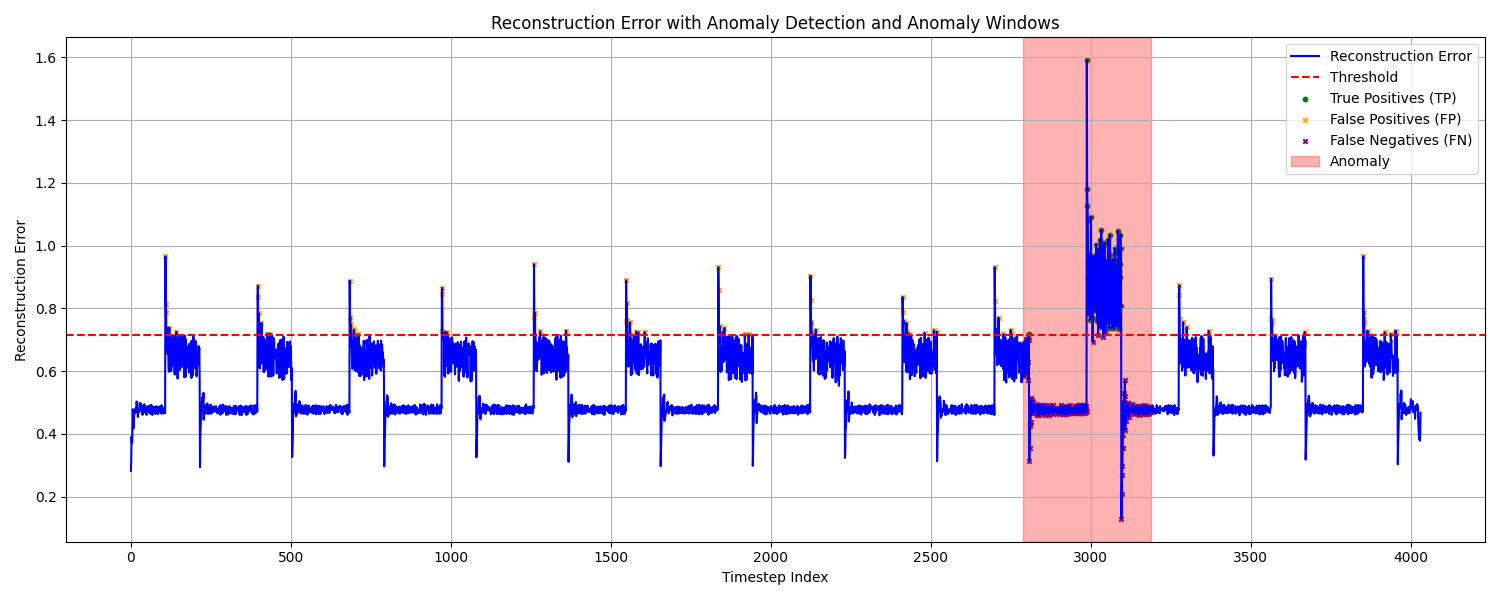 Reconstruction Error with Anomaly Detection and Anomaly Windows
Reconstruction Error
1.6
1.4
1.2
1.0
0.8
0.6
0.4
0.2
Reconstruction Error
Threshold
True Positives (TP)
False Positives (FP)
False Negatives (FN)
Anomaly
0 500 1000 1500 2000 2500 3000 3500 4000
Timestep Index